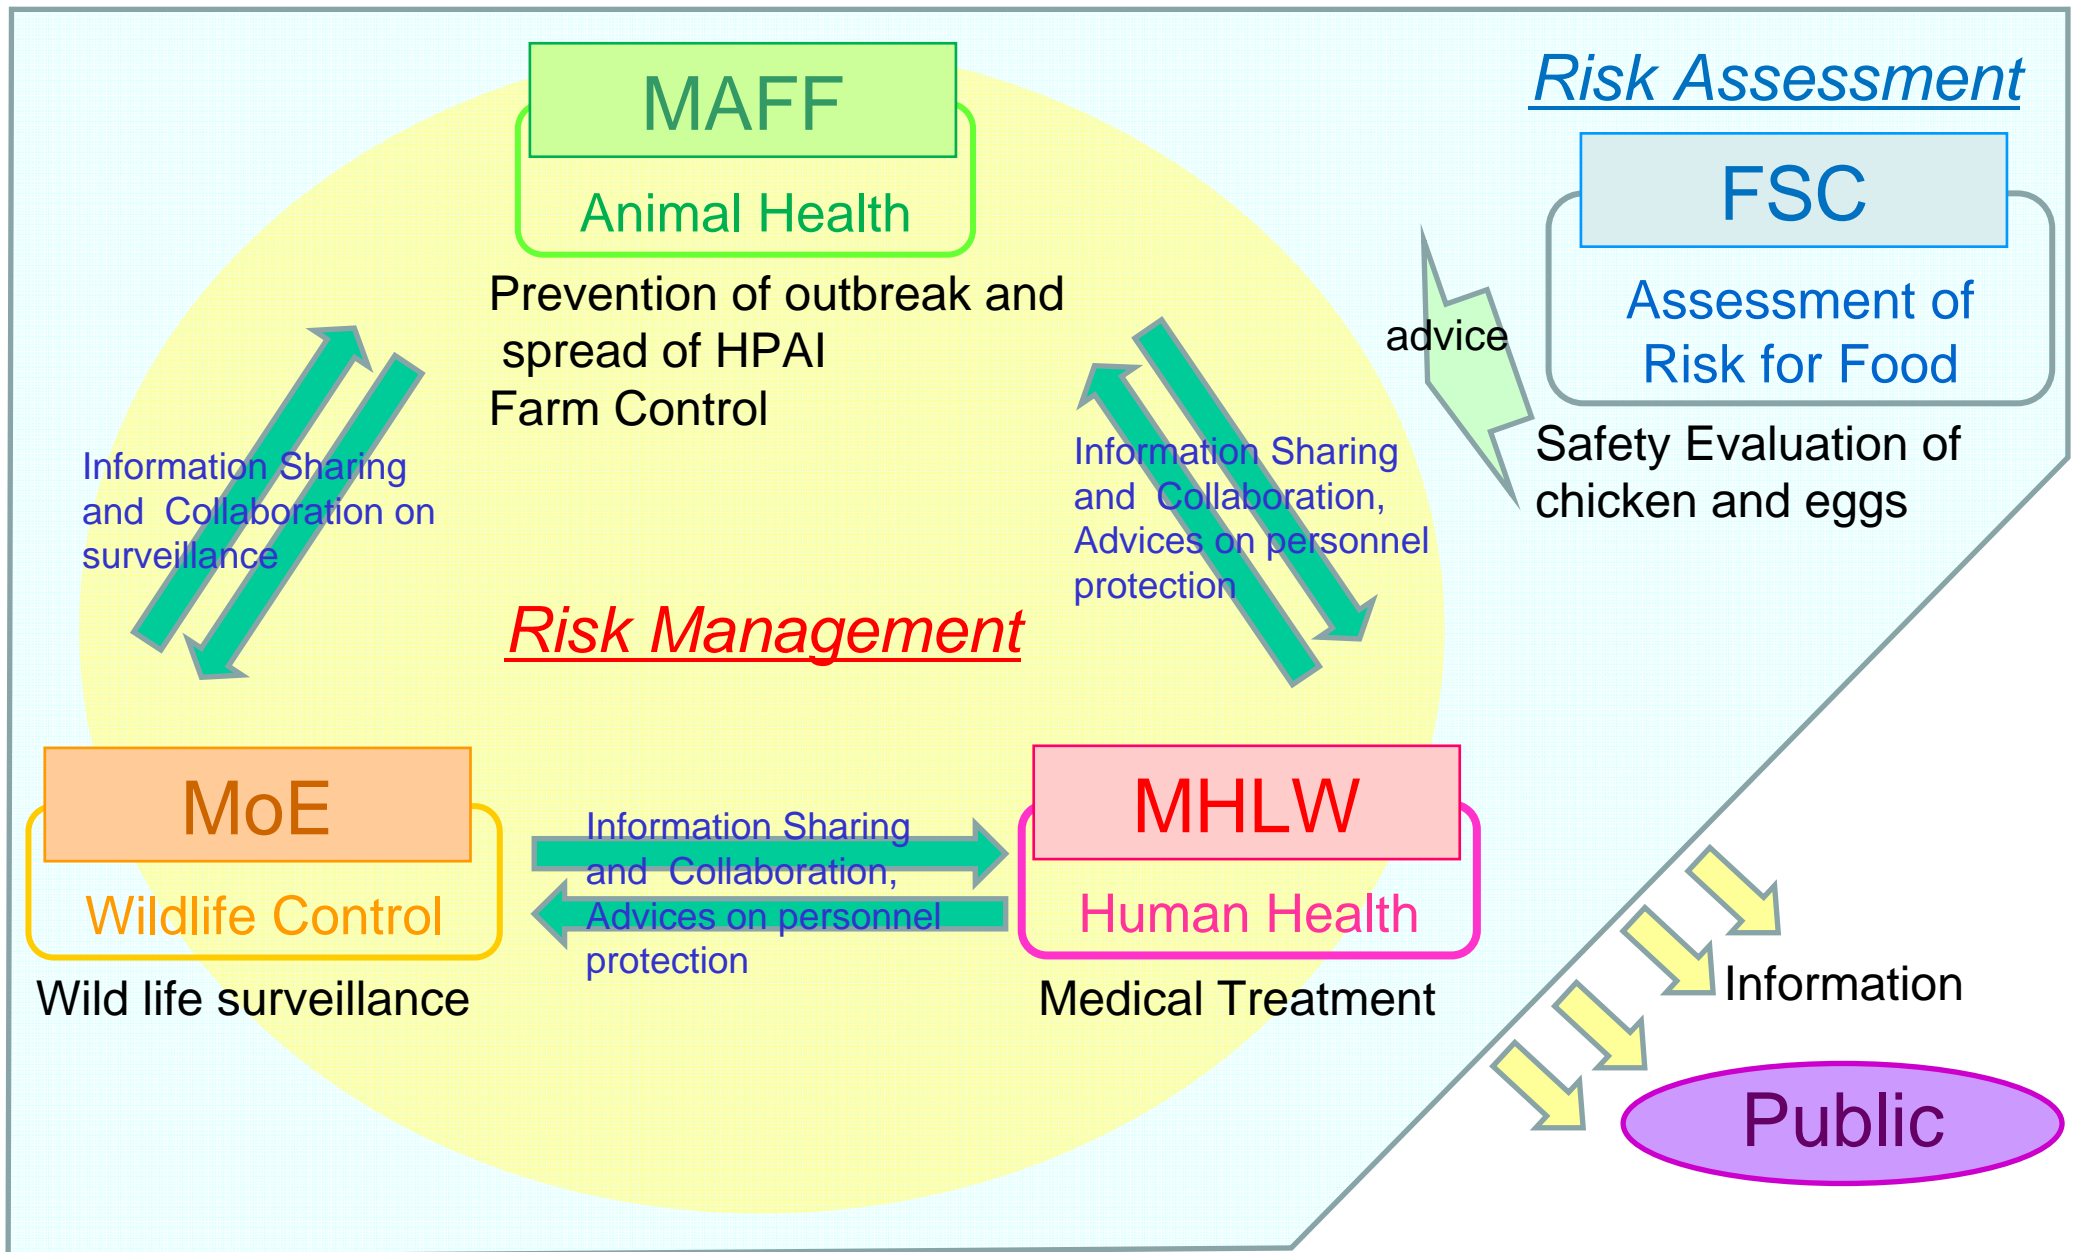 MAFF
Animal Health
Prevention of outbreak and
spread of HPAI
Farm Control
Risk Assessment
FSC
Assessment of
Risk for Food
Safety Evaluation of
chicken and eggs
advice
Information Sharing
and Collaboration on
surveillance
Information Sharing
and Collaboration,
Advices on personnel
protection
Risk Management
MoE
Wildlife Control
Wild life surveillance
Information Sharing
and Collaboration,
Advices on personnel
protection
MHLW
Human Health
Medical Treatment
Information
Public